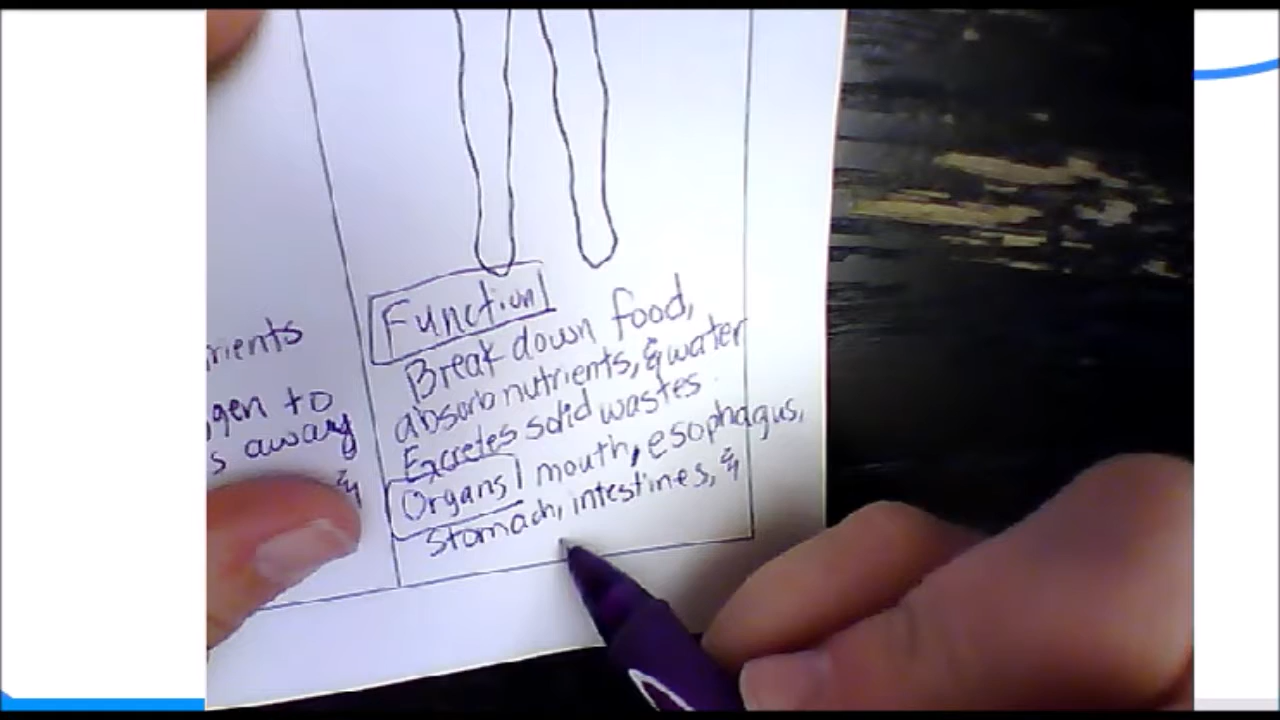 rients
gen to
s away
&
Function
Break down food,
absorb nutrients, & water
Excretes solid wastes.
Organs mouth, esophagus,
stomach, intestines, &